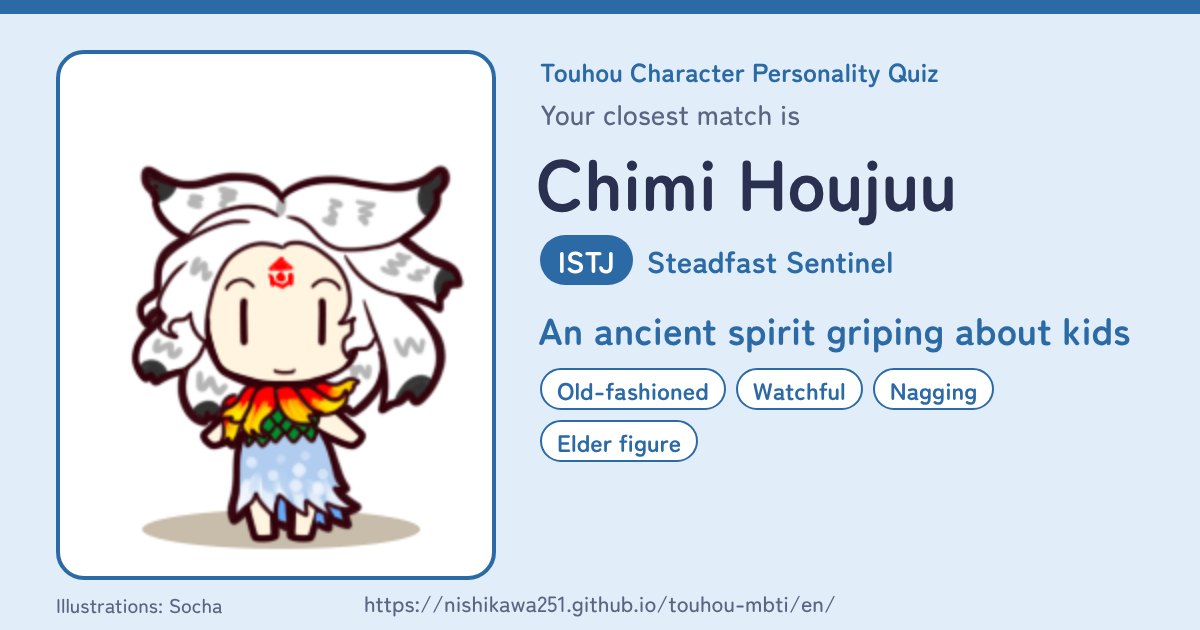 Touhou Character Personality Quiz
Your closest match is
Chimi Houjuu
ISTJ Steadfast Sentinel
An ancient spirit griping about kids
Old-fashioned Watchful Nagging
Elder figure
Illustrations: Socha https://nishikawa251.github.io/touhou-mbti/en/